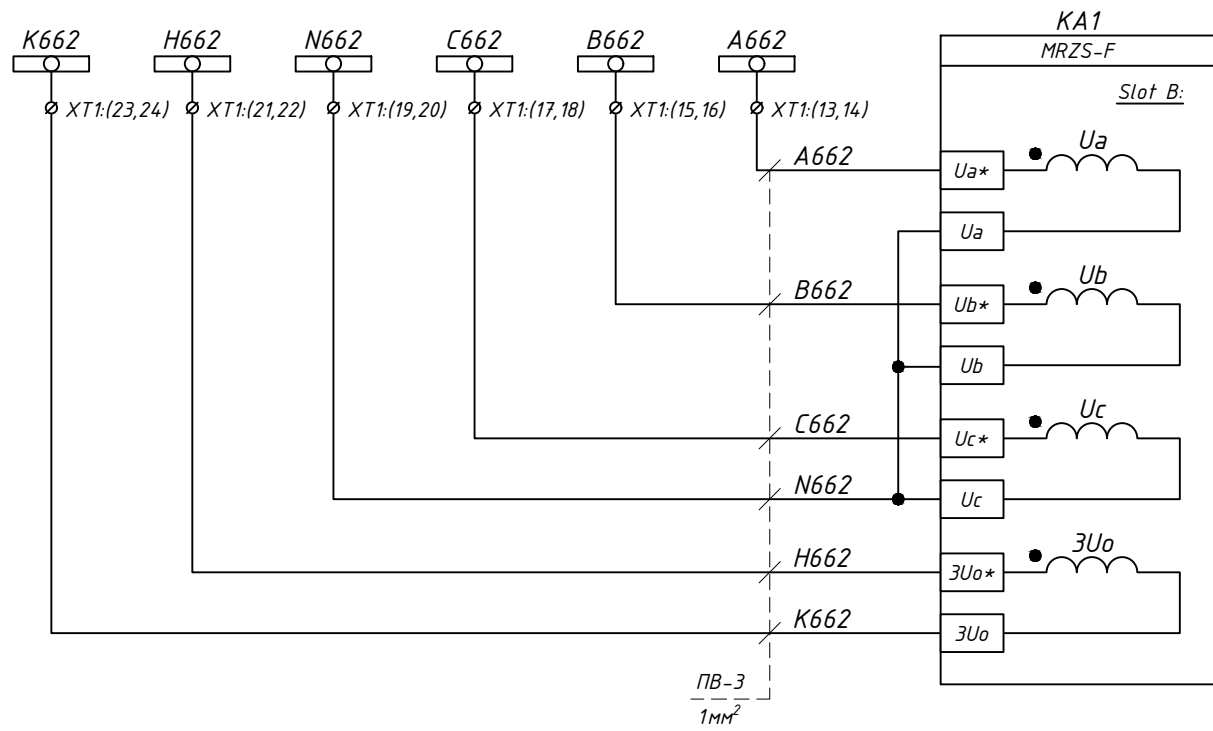 K662
H662
N662
C662
B662
A662
KA1
MRZS-F
Slot B:
XT1:(23,24)
XT1:(21,22)
XT1:(19,20)
XT1:(17,18)
XT1:(15,16)
XT1:(13,14)
A662
Ua*
Ua
Ua
B662
Ub*
Ub
Ub
C662
Uc*
Uc
N662
Uc
H662
3Uo*
3Uo
K662
3Uo
ПВ-3
1мм²